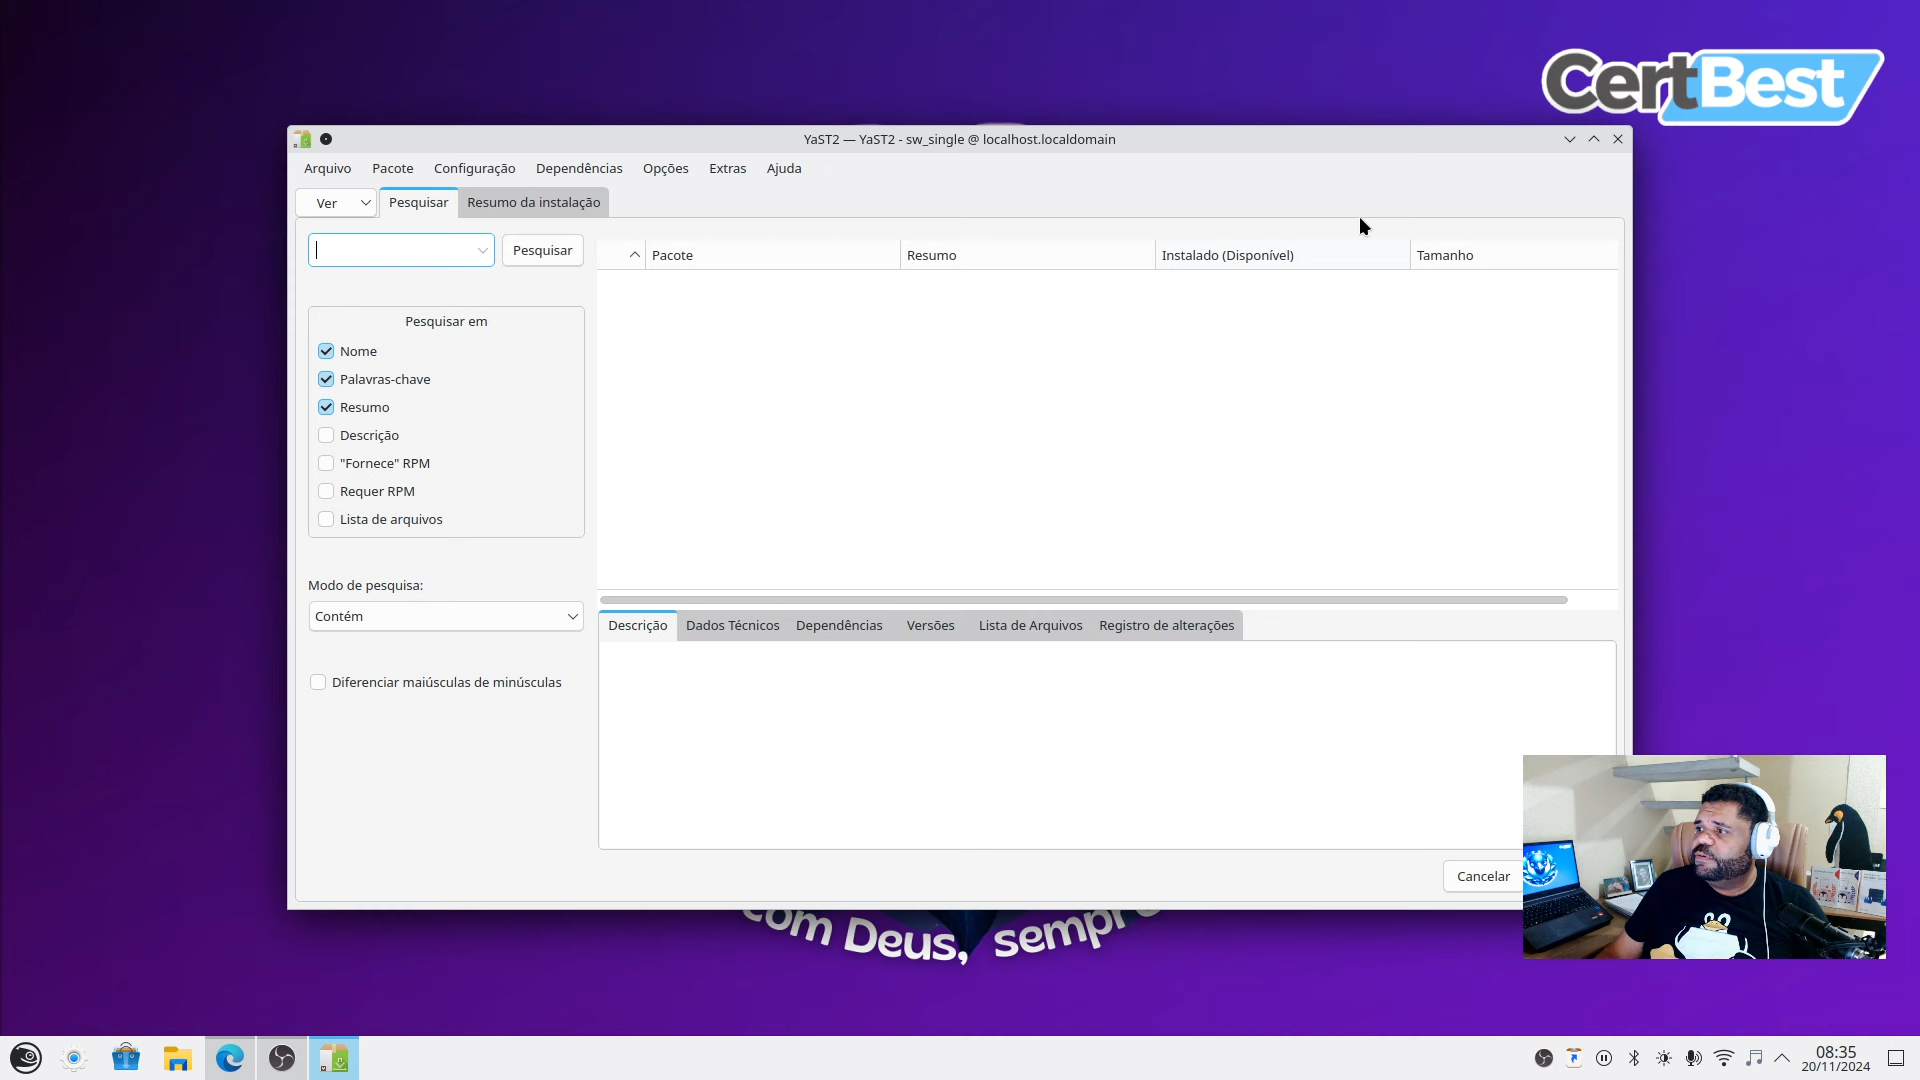 CertBest
YaST2 — YaST2 - sw_single @ localhost.localdomain
Arquivo Pacote Configuração Dependências Opções Extras Ajuda
Ver Pesquisar Resumo da instalação
Pesquisar
Pacote Resumo Instalado (Disponível) Tamanho
Pesquisar em
Nome
Palavras-chave
Resumo
Descrição
"Fornece" RPM
Requer RPM
Lista de arquivos
Modo de pesquisa:
Contém
Diferenciar maiúsculas de minúsculas
Descrição Dados Técnicos Dependências Versões Lista de Arquivos Registro de alterações
Cancelar
com Deus, sempre
08:35
20/11/2024